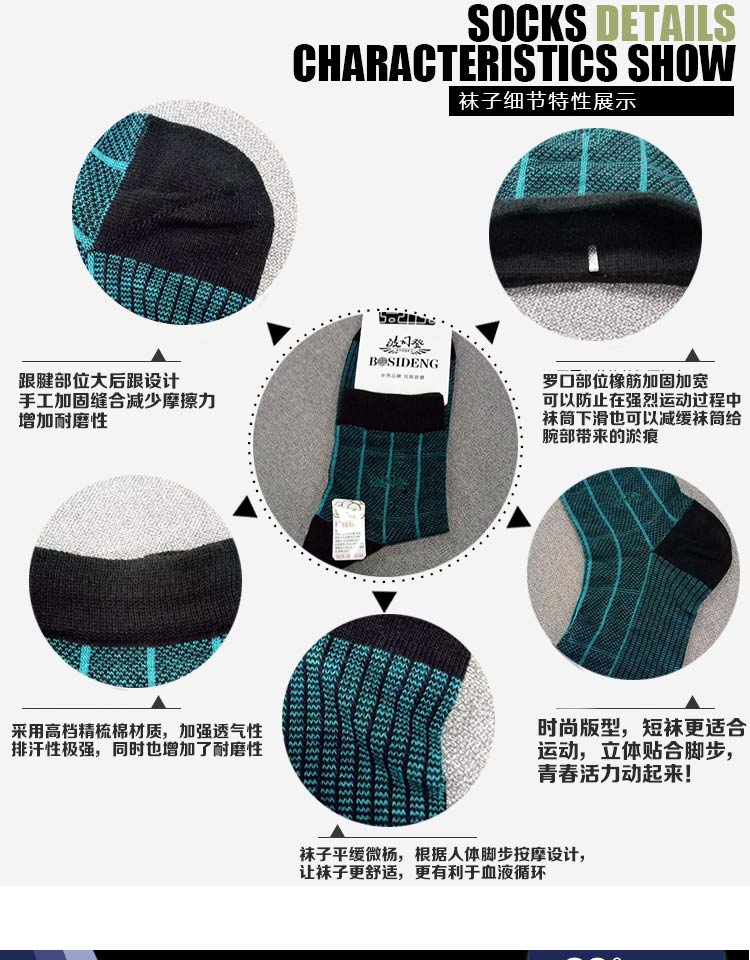 SOCKS DETAILS
CHARACTERISTICS SHOW
袜子细节特性展示
跟腱部位大后跟设计
手工加固缝合减少摩擦力
增加耐磨性
罗口部位橡筋加固加宽
可以防止在强烈运动过程中
袜筒下滑也可以减缓袜筒给
腕部带来的淤痕
波司登
BOSIDENG
世界品牌 民族骄傲
采用高档精梳棉材质，加强透气性
排汗性极强，同时也增加了耐磨性
时尚版型，短袜更适合
运动，立体贴合脚步，
青春活力动起来！
袜子平缓微杨，根据人体脚步按摩设计，
让袜子更舒适，更有利于血液循环